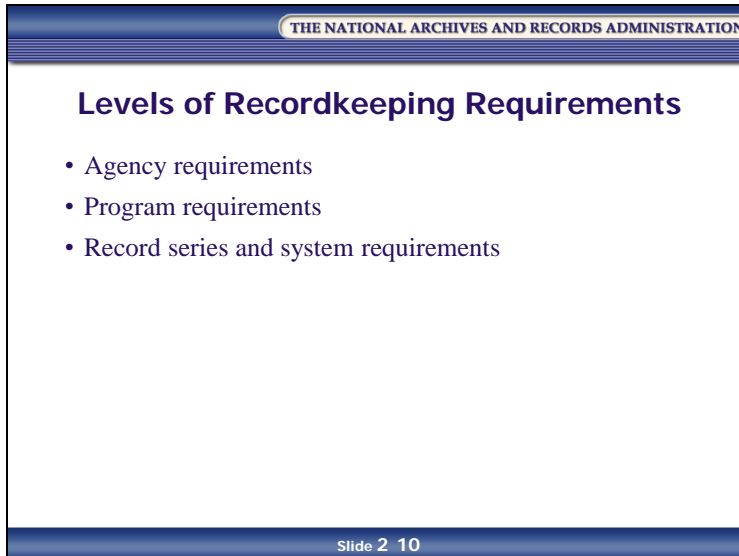 THE NATIONAL ARCHIVES AND RECORDS ADMINISTRATION
Levels of Recordkeeping Requirements
• Agency requirements
• Program requirements
• Record series and system requirements
Slide 2 10